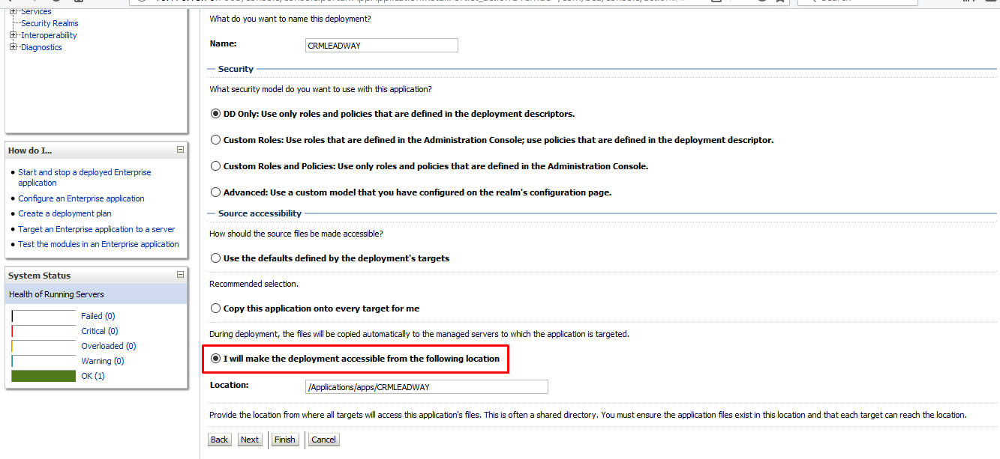 Services
Security Realms
Interoperability
Diagnostics
How do I...
Start and stop a deployed Enterprise
application
Configure an Enterprise application
Create a deployment plan
Target an Enterprise application to a server
Test the modules in an Enterprise application
System Status
Health of Running Servers
Failed (0)
Critical (0)
Overloaded (0)
Warning (0)
OK (1)
What do you want to name this deployment?
Name: CRMLEADWAY
Security
What security model do you want to use with this application?
DD Only: Use only roles and policies that are defined in the deployment descriptors.
Custom Roles: Use roles that are defined in the Administration Console; use policies that are defined in the deployment descriptor.
Custom Roles and Policies: Use only roles and policies that are defined in the Administration Console.
Advanced: Use a custom model that you have configured on the realm's configuration page.
Source accessibility
How should the source files be made accessible?
Use the defaults defined by the deployment's targets
Recommended selection.
Copy this application onto every target for me
During deployment, the files will be copied automatically to the managed servers to which the application is targeted.
I will make the deployment accessible from the following location
Location: /Applications/apps/CRMLEADWAY
Provide the location from where all targets will access this application's files. This is often a shared directory. You must ensure the application files exist in this location and that each target can reach the location.
Back Next Finish Cancel